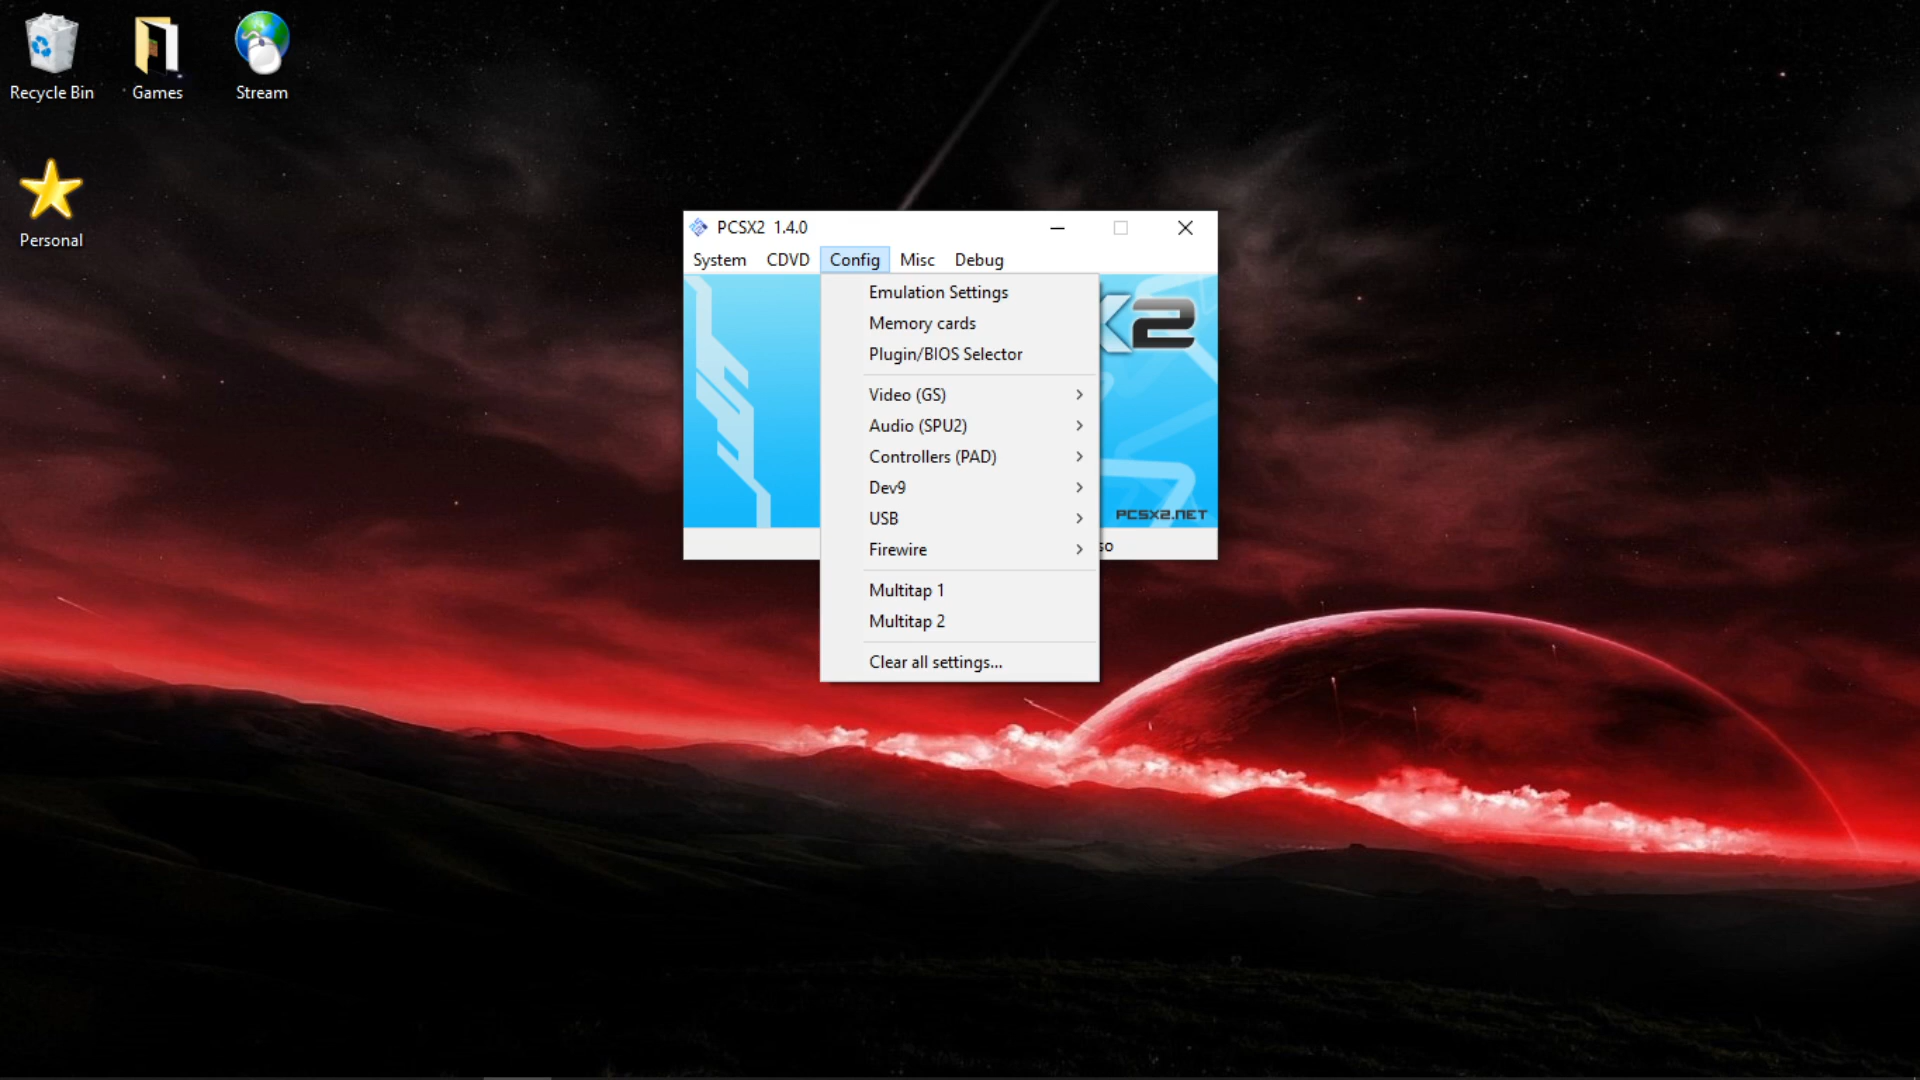 Recycle Bin
Games
Stream
Personal
PCSX2 1.4.0
System CDVD Config Misc Debug
Emulation Settings
Memory cards
Plugin/BIOS Selector
Video (GS)
Audio (SPU2)
Controllers (PAD)
Dev9
USB
Firewire
Multitap 1
Multitap 2
Clear all settings...
X2
PCSX2.NET
so